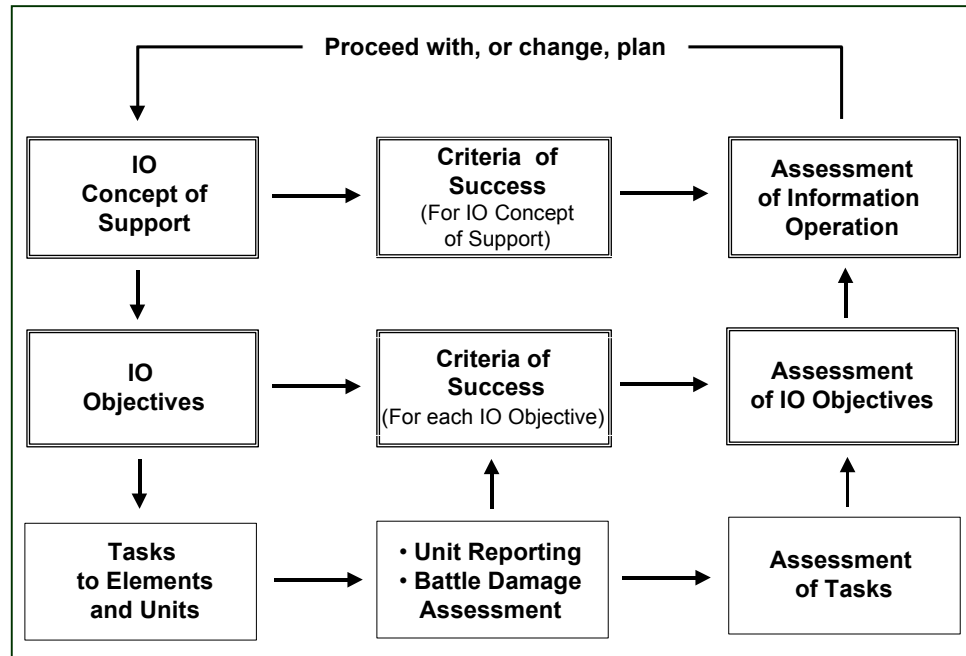 Proceed with, or change, plan
IO
Concept of
Support
Criteria of
Success
(For IO Concept
of Support)
Assessment
of Information
Operation
IO
Objectives
Criteria of
Success
(For each IO Objective)
Assessment
of IO Objectives
Tasks
to Elements
and Units
• Unit Reporting
• Battle Damage
Assessment
Assessment
of Tasks